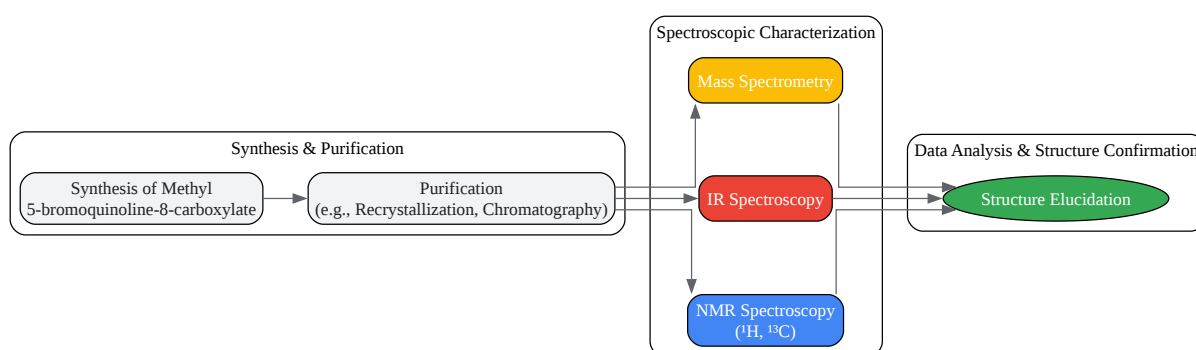 Synthesis & Purification
Synthesis of Methyl
5-bromoquinoline-8-carboxylate
Purification
(e.g., Recrystallization, Chromatography)
Spectroscopic Characterization
Mass Spectrometry
IR Spectroscopy
NMR Spectroscopy
(¹H, ¹³C)
Data Analysis & Structure Confirmation
Structure Elucidation